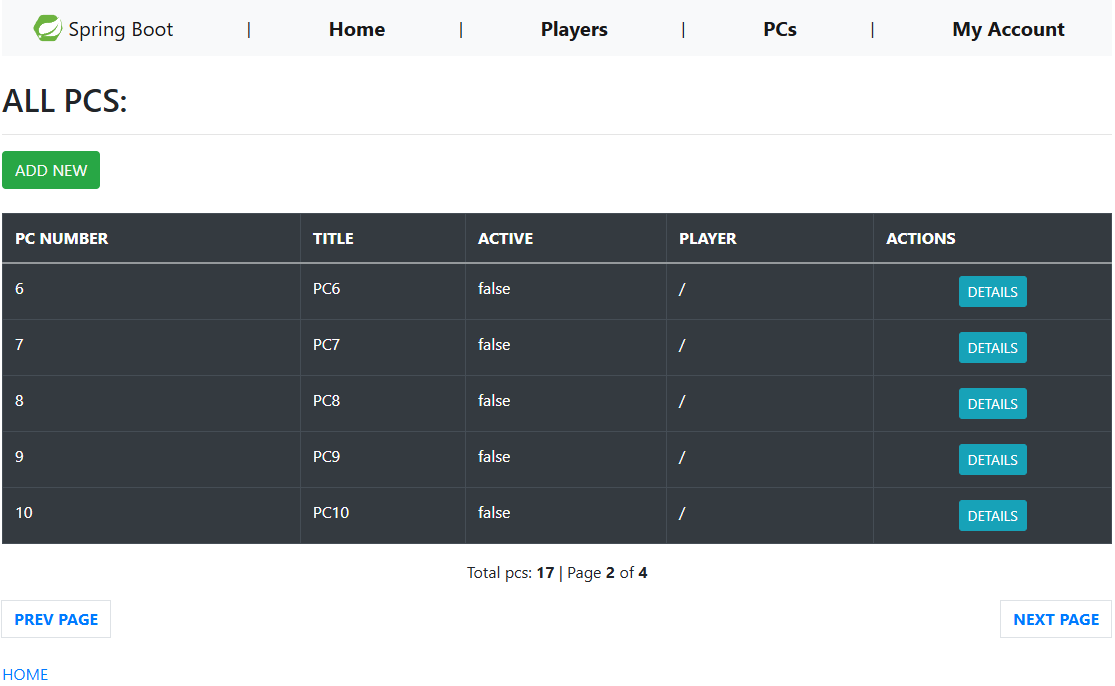 Spring Boot | Home | Players | PCs | My Account
ALL PCS:
ADD NEW
PC NUMBER TITLE ACTIVE PLAYER ACTIONS
6 PC6 false / DETAILS
7 PC7 false / DETAILS
8 PC8 false / DETAILS
9 PC9 false / DETAILS
10 PC10 false / DETAILS
Total pcs: 17 | Page 2 of 4
PREV PAGE NEXT PAGE
HOME